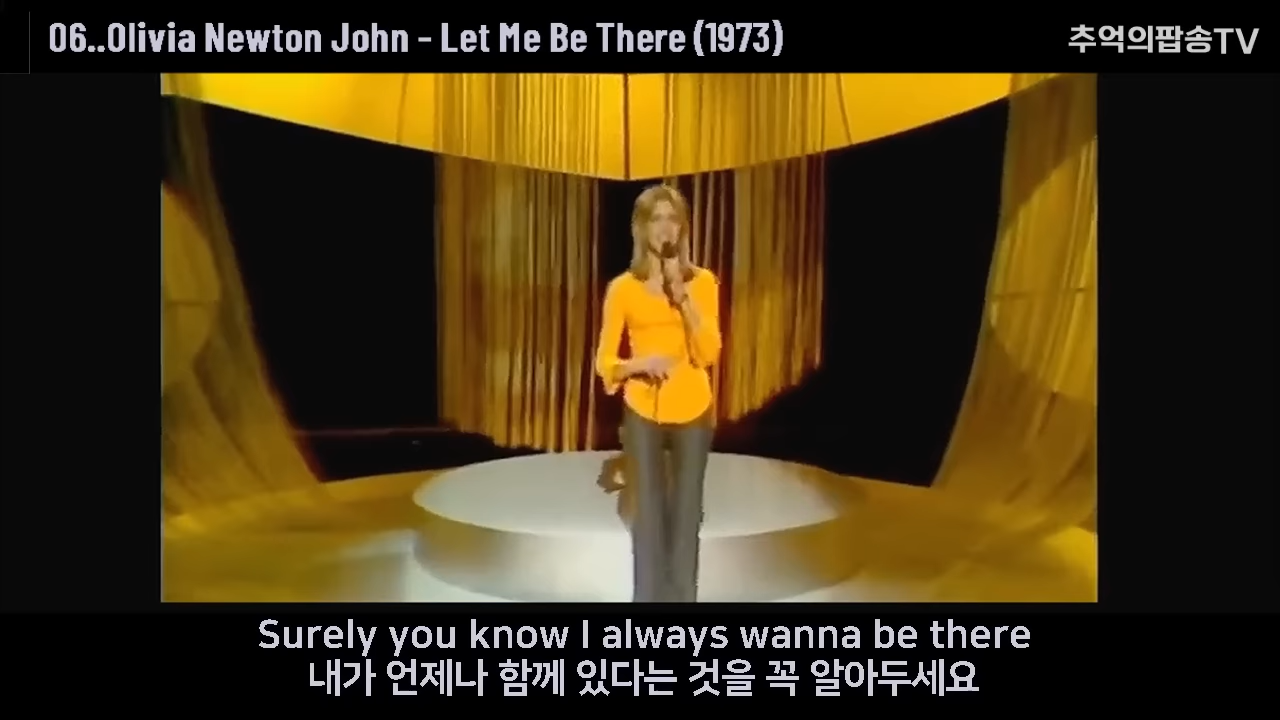 06..Olivia Newton John - Let Me Be There (1973)
추억의팝송TV
Surely you know I always wanna be there
내가 언제나 함께 있다는 것을 꼭 알아두세요